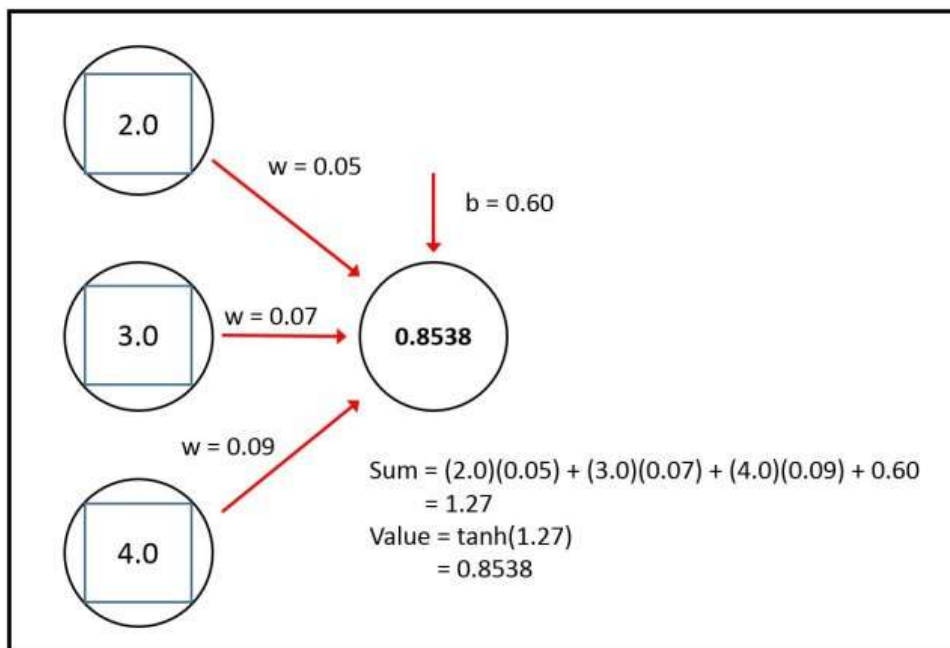 2.0
w = 0.05
b = 0.60
3.0
w = 0.07
0.8538
w = 0.09
4.0
Sum = (2.0)(0.05) + (3.0)(0.07) + (4.0)(0.09) + 0.60
= 1.27
Value = tanh(1.27)
= 0.8538